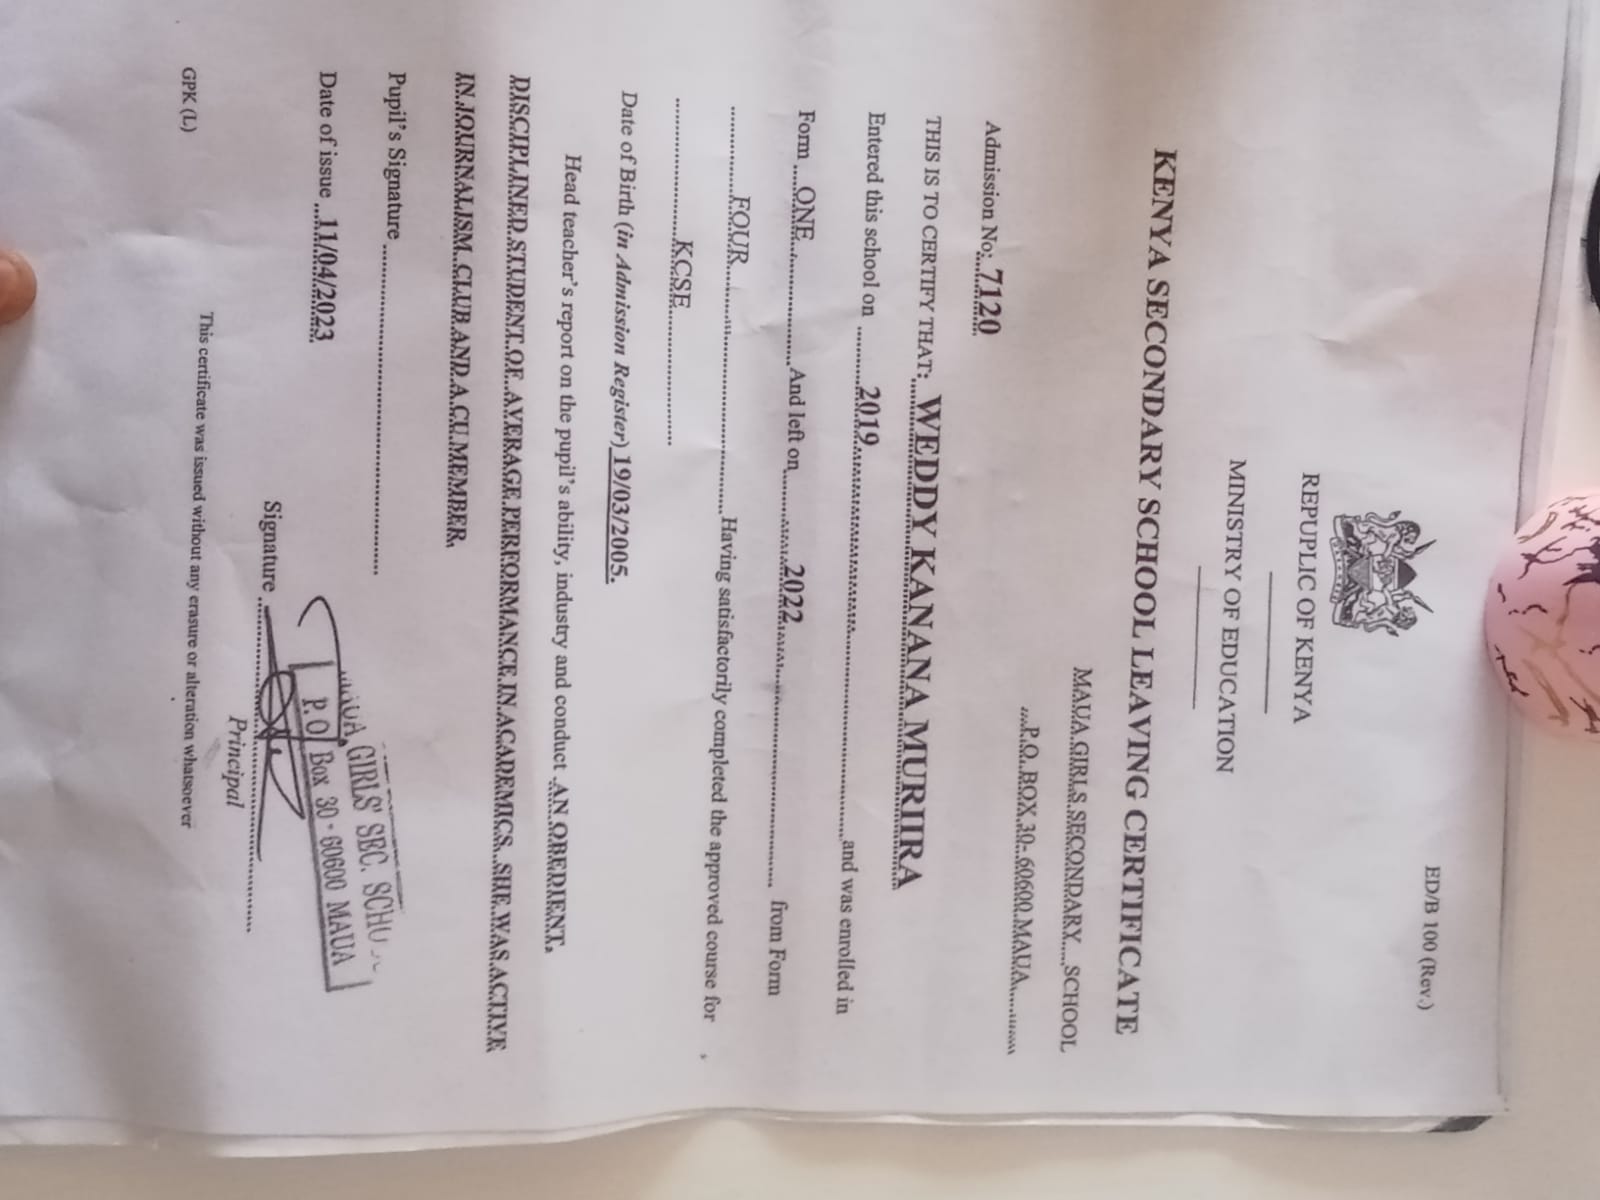 ED/B 100 (Rev.)
REPUPLIC OF KENYA
MINISTRY OF EDUCATION
KENYA SECONDARY SCHOOL LEAVING CERTIFICATE
MAUA GIRLS SECONDARY....SCHOOL
...P.O. BOX 30- 60600 MAUA...........
Admission No: 7120
THIS IS TO CERTIFY THAT: WEDDY KANANA MURIIRA
Entered this school on ..........2019..............................and was enrolled in
Form ...ONE..................And left on..............2022.............................. from Form
...............FOUR..............................Having satisfactorily completed the approved course for
........................KCSE........................
Date of Birth (in Admission Register) 19/03/2005.
Head teacher's report on the pupil's ability, industry and conduct .AN OBEDIENT,
DISCIPLINED STUDENT OF AVERAGE PERFORMANCE IN ACADEMICS. SHE WAS ACTIVE
IN JOURNALISM CLUB AND A CU MEMBER.
Pupil's Signature ............................................................
MAUA GIRLS' SEC. SCHO
P.O Box 30 - 60600 MAUA
Date of issue ...11/04/2023
Signature ............................................................
Principal
This certificate was issued without any erasure or alteration whatsoever
GPK (L)